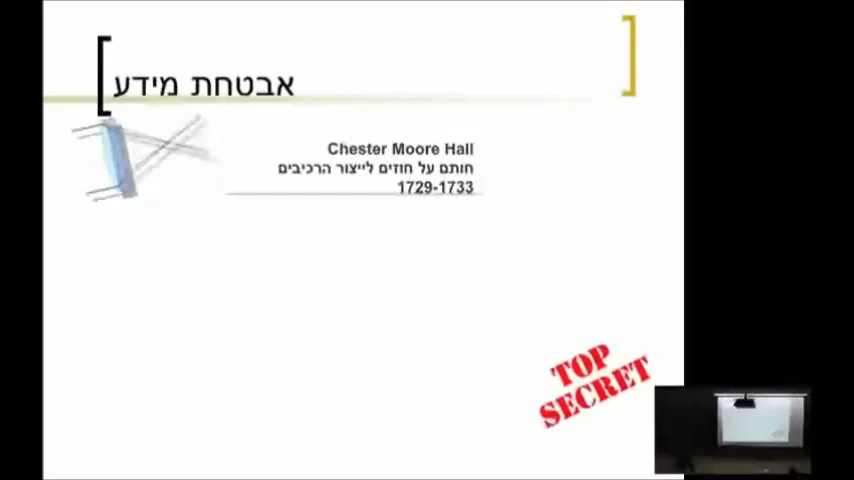 אבטחת מידע
Chester Moore Hall
חותם על חוזים לייצור הרכיבים
1729-1733
TOP
SECRET